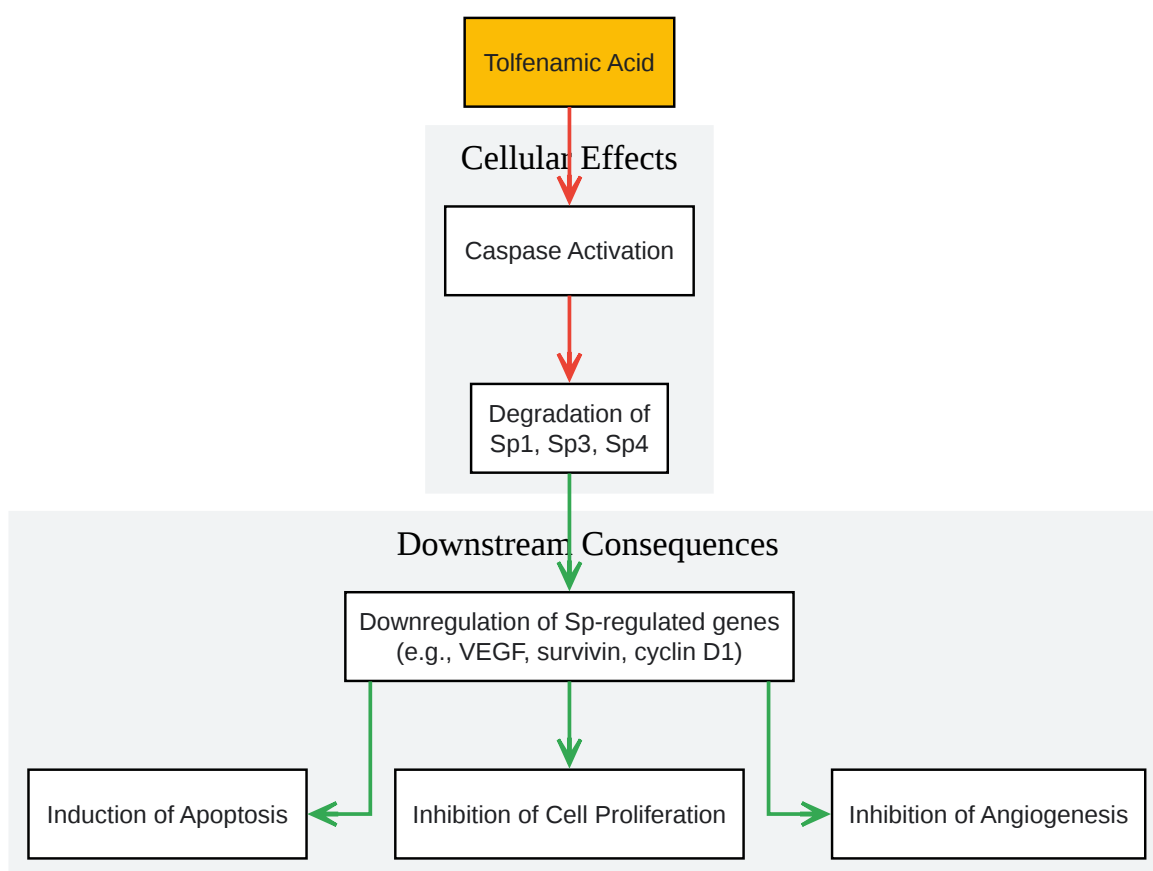 Tolfenamic Acid
Cellular Effects
Caspase Activation
Degradation of
Sp1, Sp3, Sp4
Downstream Consequences
Downregulation of Sp-regulated genes
(e.g., VEGF, survivin, cyclin D1)
Induction of Apoptosis
Inhibition of Cell Proliferation
Inhibition of Angiogenesis